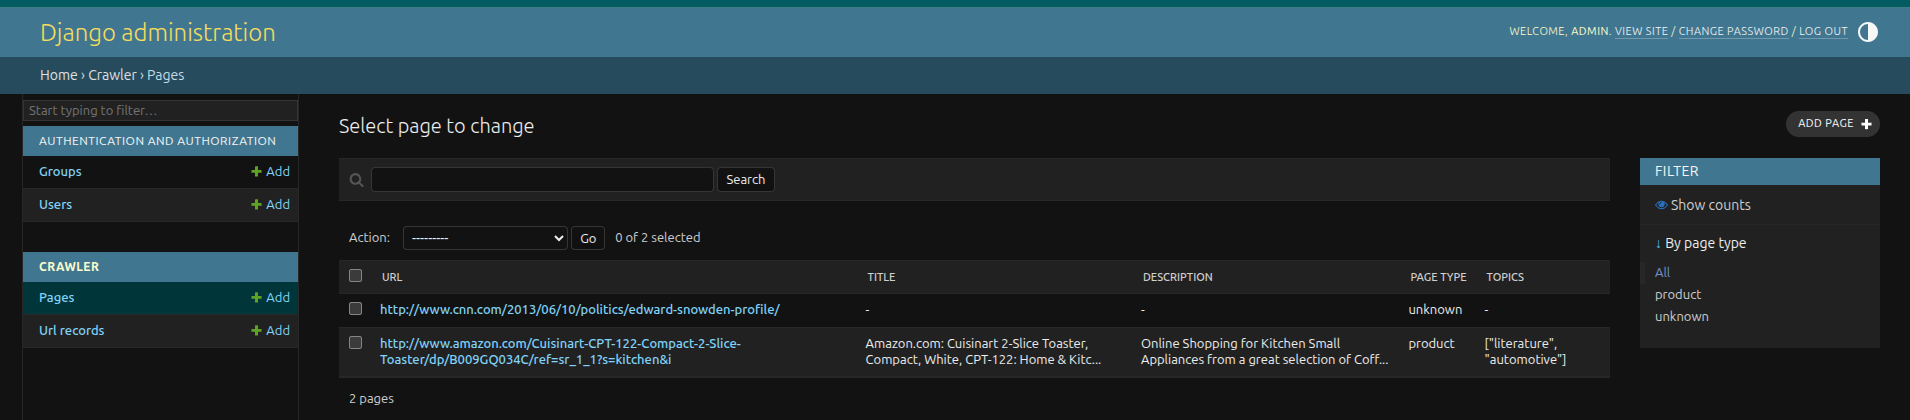 Django administration
WELCOME, ADMIN. VIEW SITE / CHANGE PASSWORD / LOG OUT
Home › Crawler › Pages
Start typing to filter...
AUTHENTICATION AND AUTHORIZATION
Groups + Add
Users + Add
CRAWLER
Pages + Add
Url records + Add
Select page to change
ADD PAGE +
Search
Action: --------- Go 0 of 2 selected
URL TITLE DESCRIPTION PAGE TYPE TOPICS
http://www.cnn.com/2013/06/10/politics/edward-snowden-profile/ - - unknown -
http://www.amazon.com/Cuisinart-CPT-122-Compact-2-Slice- Amazon.com: Cuisinart 2-Slice Toaster, Online Shopping for Kitchen Small product ["literature",
Toaster/dp/B009GQ034C/ref=sr_1_1?s=kitchen&i Compact, White, CPT-122: Home & Kitc... Appliances from a great selection of Coff... "automotive"]
2 pages
FILTER
Show counts
↓ By page type
All
product
unknown